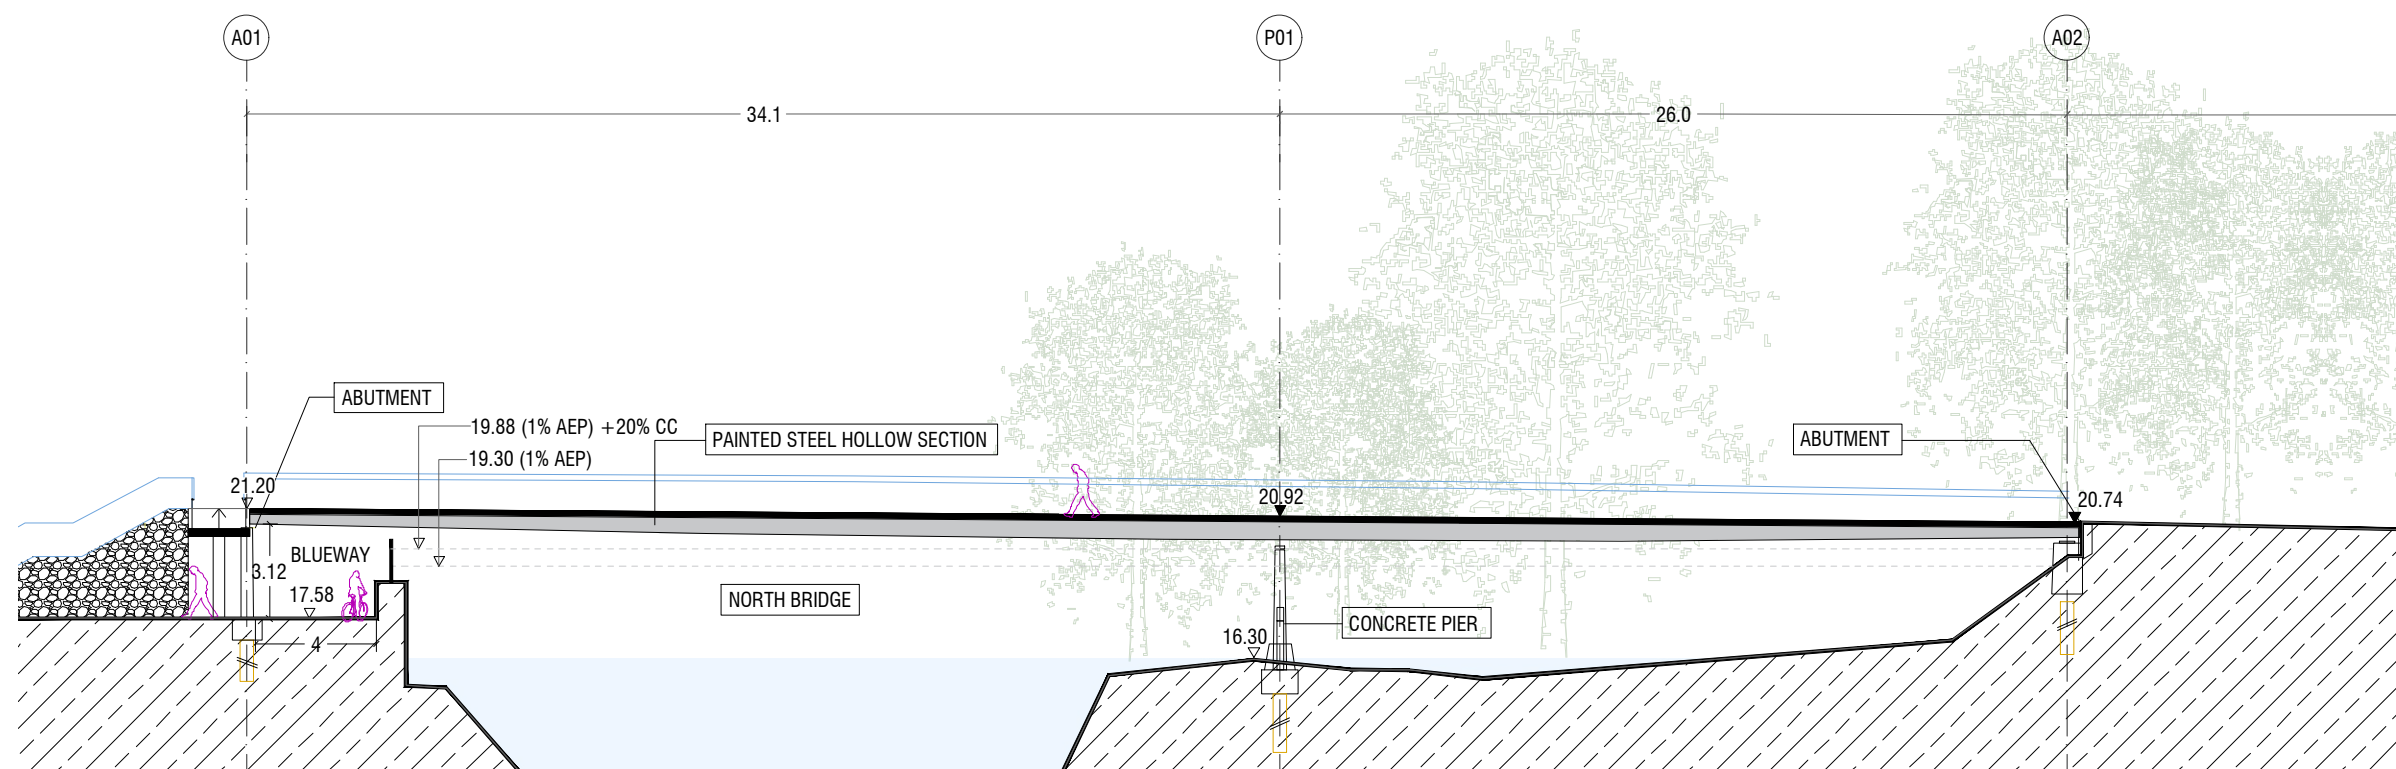 A01
P01
A02
34.1
26.0
ABUTMENT
19.88 (1% AEP) +20% CC
PAINTED STEEL HOLLOW SECTION
ABUTMENT
19.30 (1% AEP)
21.20
20.92
20.74
BLUEWAY
3.12
17.58
NORTH BRIDGE
CONCRETE PIER
16.30
4